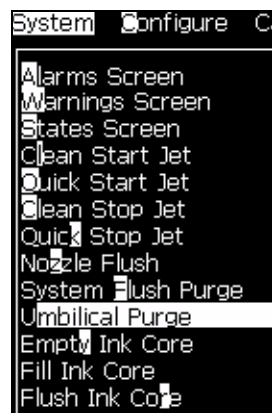 System Configure Ca
Alarms Screen
Warnings Screen
States Screen
Clean Start Jet
Quick Start Jet
Clean Stop Jet
Quick Stop Jet
Nozzle Flush
System Flush Purge
Umbilical Purge
Empty Ink Core
Fill Ink Core
Flush Ink Core